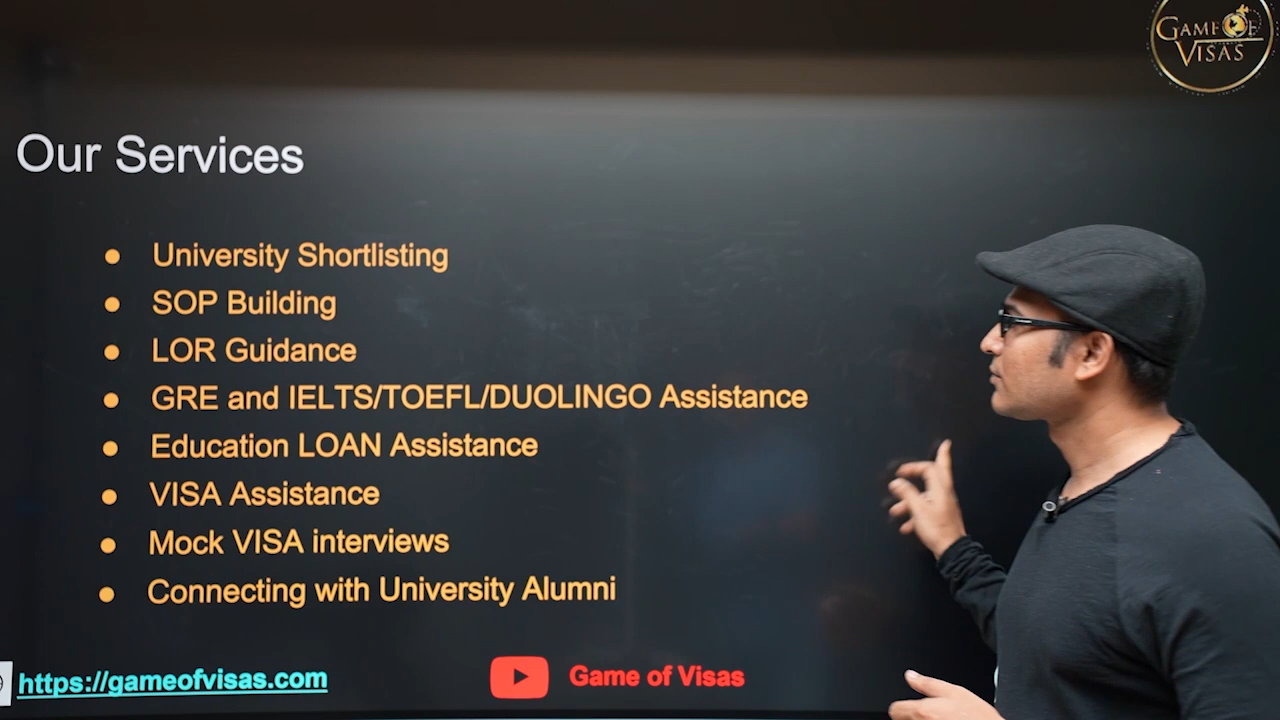 GAME OF
VISAS
Our Services
● University Shortlisting
● SOP Building
● LOR Guidance
● GRE and IELTS/TOEFL/DUOLINGO Assistance
● Education LOAN Assistance
● VISA Assistance
● Mock VISA interviews
● Connecting with University Alumni
https://gameofvisas.com
Game of Visas